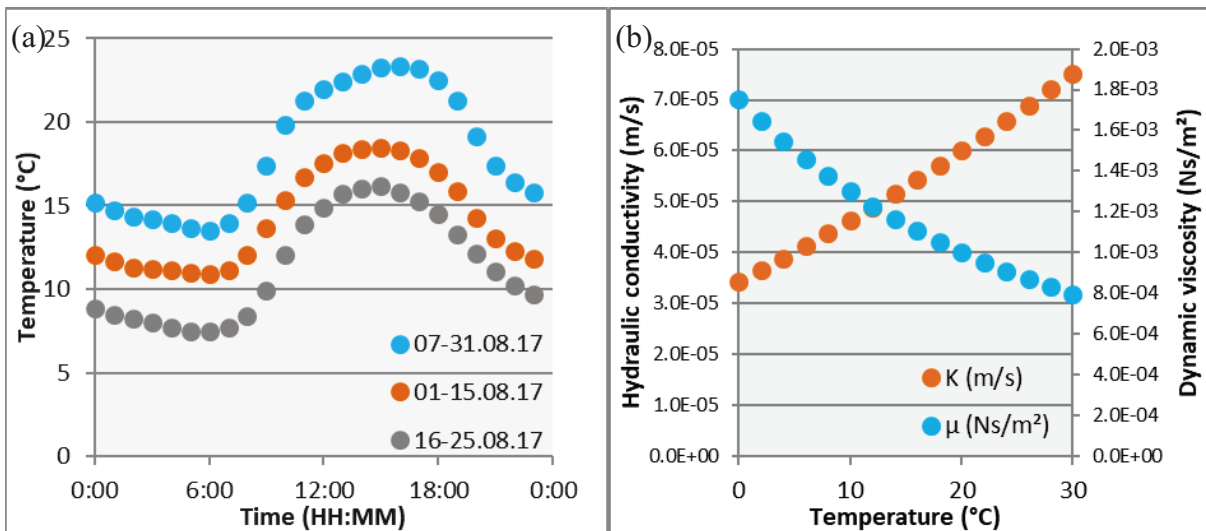 (a)
Temperature (°C)
25
20
15
10
5
0
07-31.08.17
01-15.08.17
16-25.08.17
0:00
6:00
12:00
18:00
0:00
Time (HH:MM)
(b)
Hydraulic conductivity (m/s)
8.0E-05
7.0E-05
6.0E-05
5.0E-05
4.0E-05
3.0E-05
2.0E-05
1.0E-05
0.0E+00
K (m/s)
µ (Ns/m²)
0
10
20
30
Temperature (°C)
2.0E-03
1.8E-03
1.6E-03
1.4E-03
1.2E-03
1.0E-03
8.0E-04
6.0E-04
4.0E-04
2.0E-04
0.0E+00
Dynamic viscosity (Ns/m²)